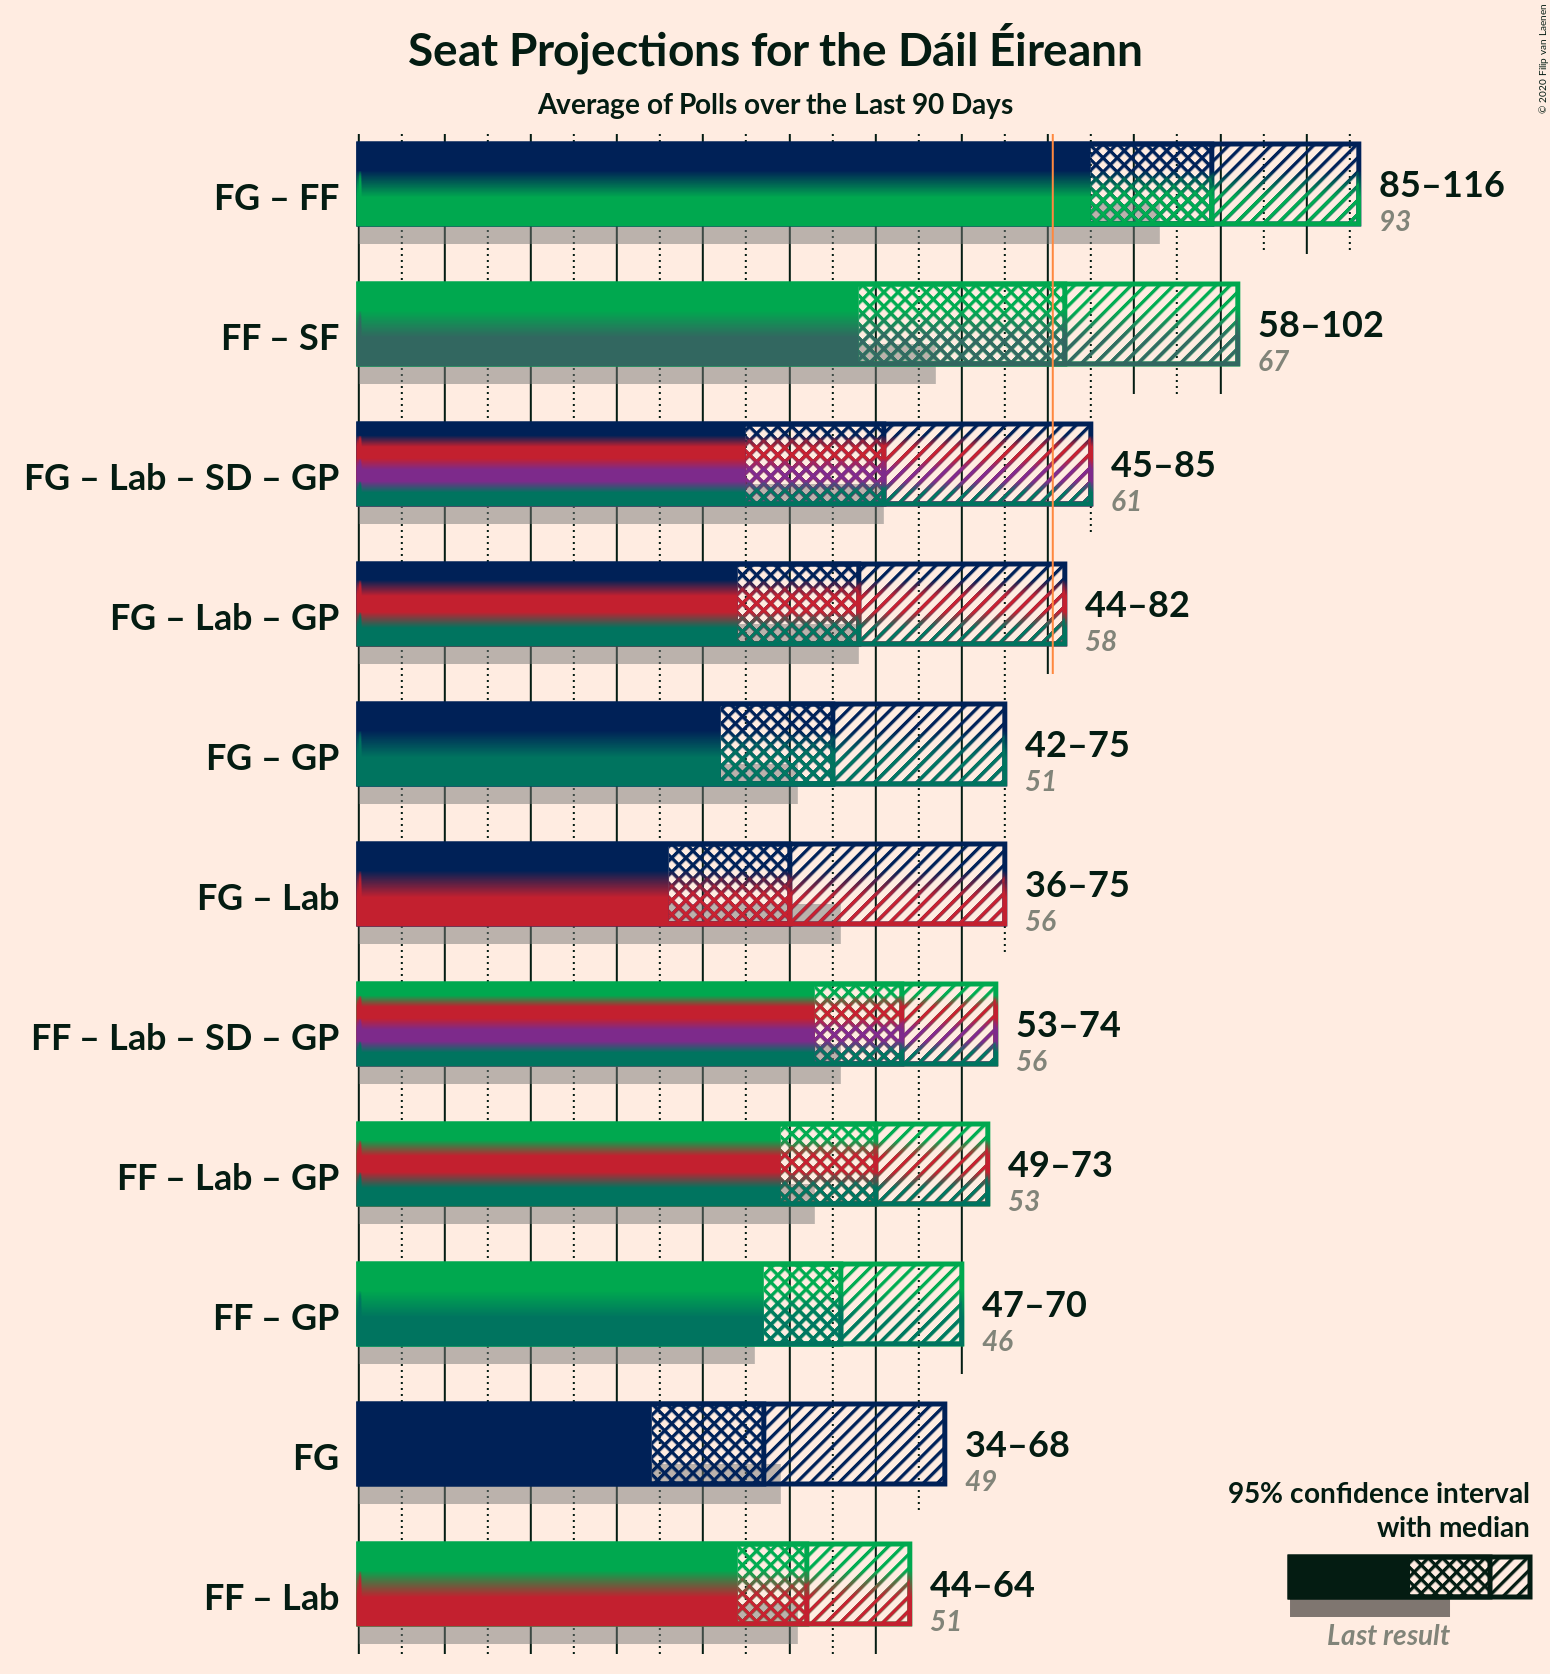 Seat Projections for the Dáil Éireann
Average of Polls over the Last 90 Days
© 2020 Filip van Laenen
FG – FF
85–116
93
FF – SF
58–102
67
FG – Lab – SD – GP
45–85
61
FG – Lab – GP
44–82
58
FG – GP
42–75
51
FG – Lab
36–75
56
FF – Lab – SD – GP
53–74
56
FF – Lab – GP
49–73
53
FF – GP
47–70
46
FG
34–68
49
FF – Lab
44–64
51
95% confidence interval
with median
Last result